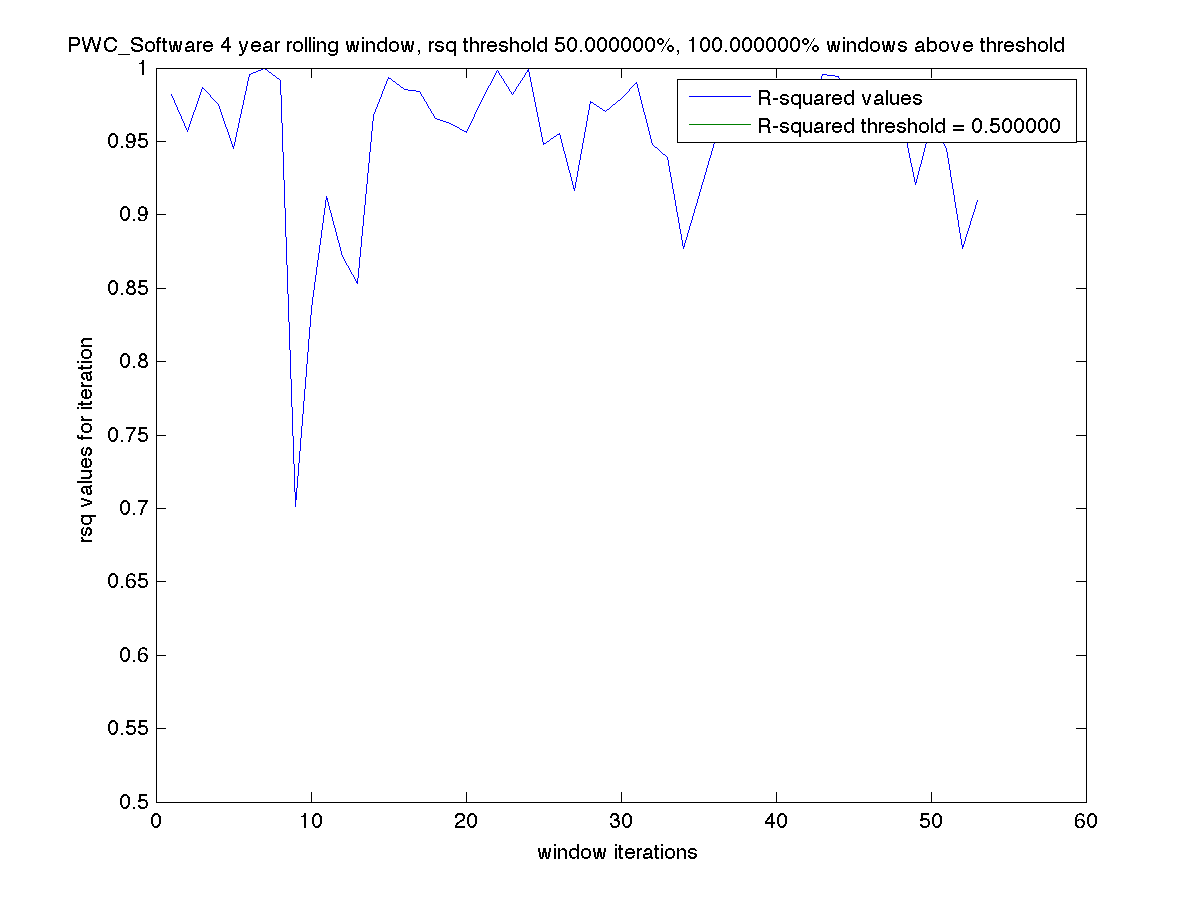 PWC_Software 4 year rolling window, rsq threshold 50.000000%, 100.000000% windows above threshold
R-squared values
R-squared threshold = 0.500000
rsq values for iteration
1
0.95
0.9
0.85
0.8
0.75
0.7
0.65
0.6
0.55
0.5
0 10 20 30 40 50 60
window iterations